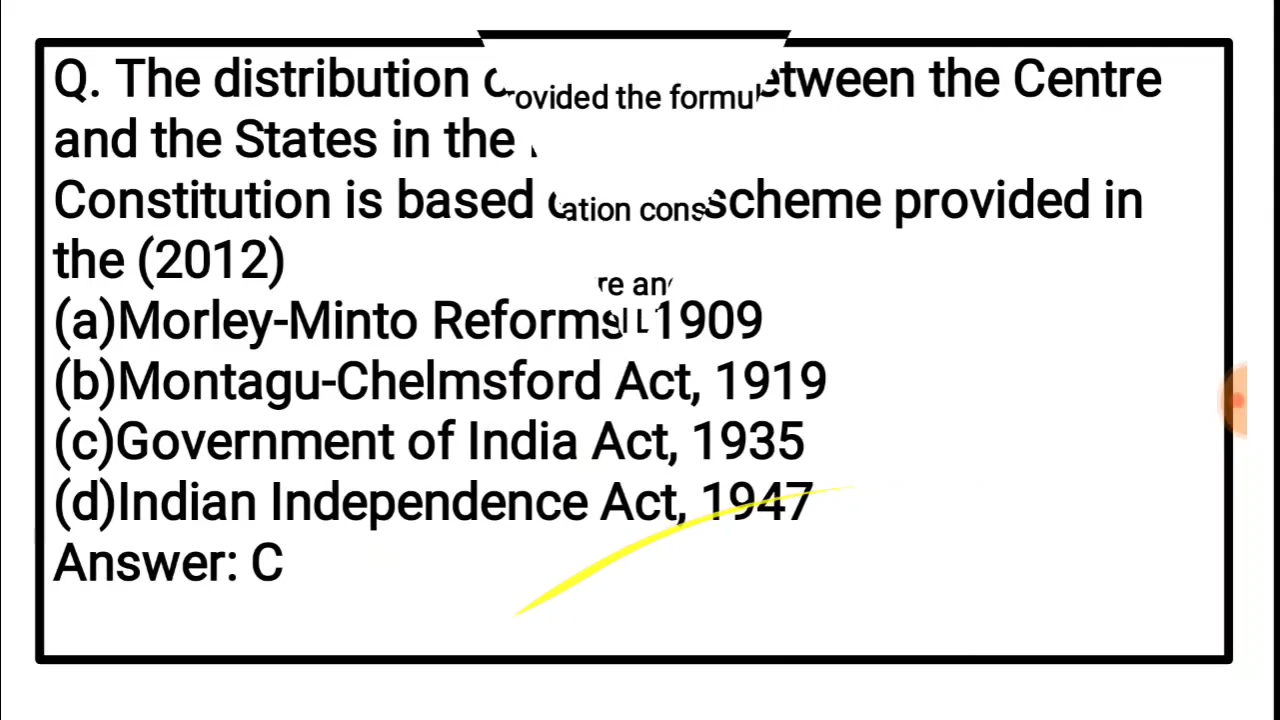 Q. The distribution etween the Centre
and the States in the
Constitution is based scheme provided in
the (2012)
(a)Morley-Minto Reforms 1909
(b)Montagu-Chelmsford Act, 1919
(c)Government of India Act, 1935
(d)Indian Independence Act, 1947
Answer: C
rovided the formu
ation cons
re an